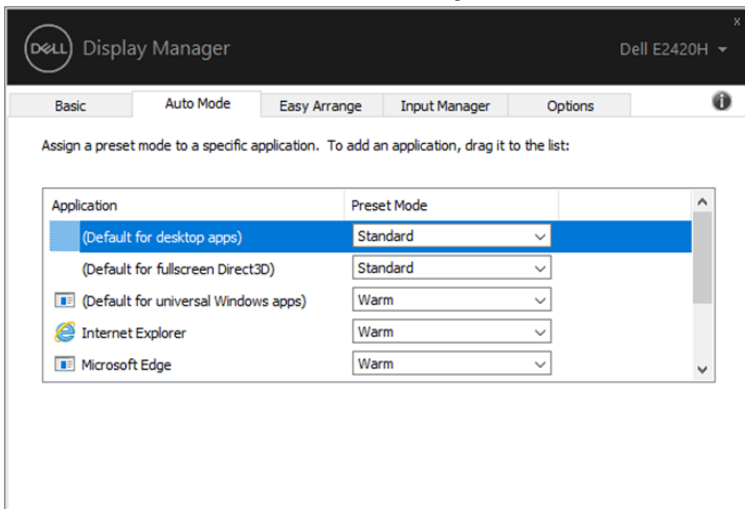 x
DELL Display Manager Dell E2420H
Basic Auto Mode Easy Arrange Input Manager Options i
Assign a preset mode to a specific application. To add an application, drag it to the list:
Application Preset Mode
(Default for desktop apps) Standard
(Default for fullscreen Direct3D) Standard
(Default for universal Windows apps) Warm
Internet Explorer Warm
Microsoft Edge Warm